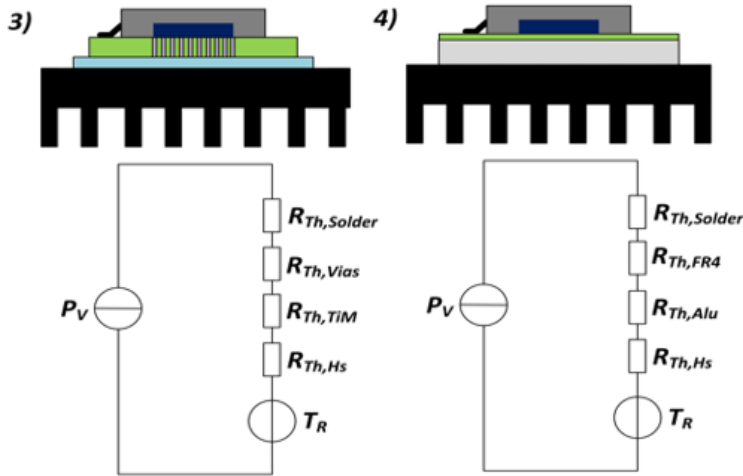 3)
4)
R_Th,Solder
R_Th,Vias
P_V
R_Th,TiM
R_Th,Hs
T_R
R_Th,Solder
R_Th,FR4
P_V
R_Th,Alu
R_Th,Hs
T_R